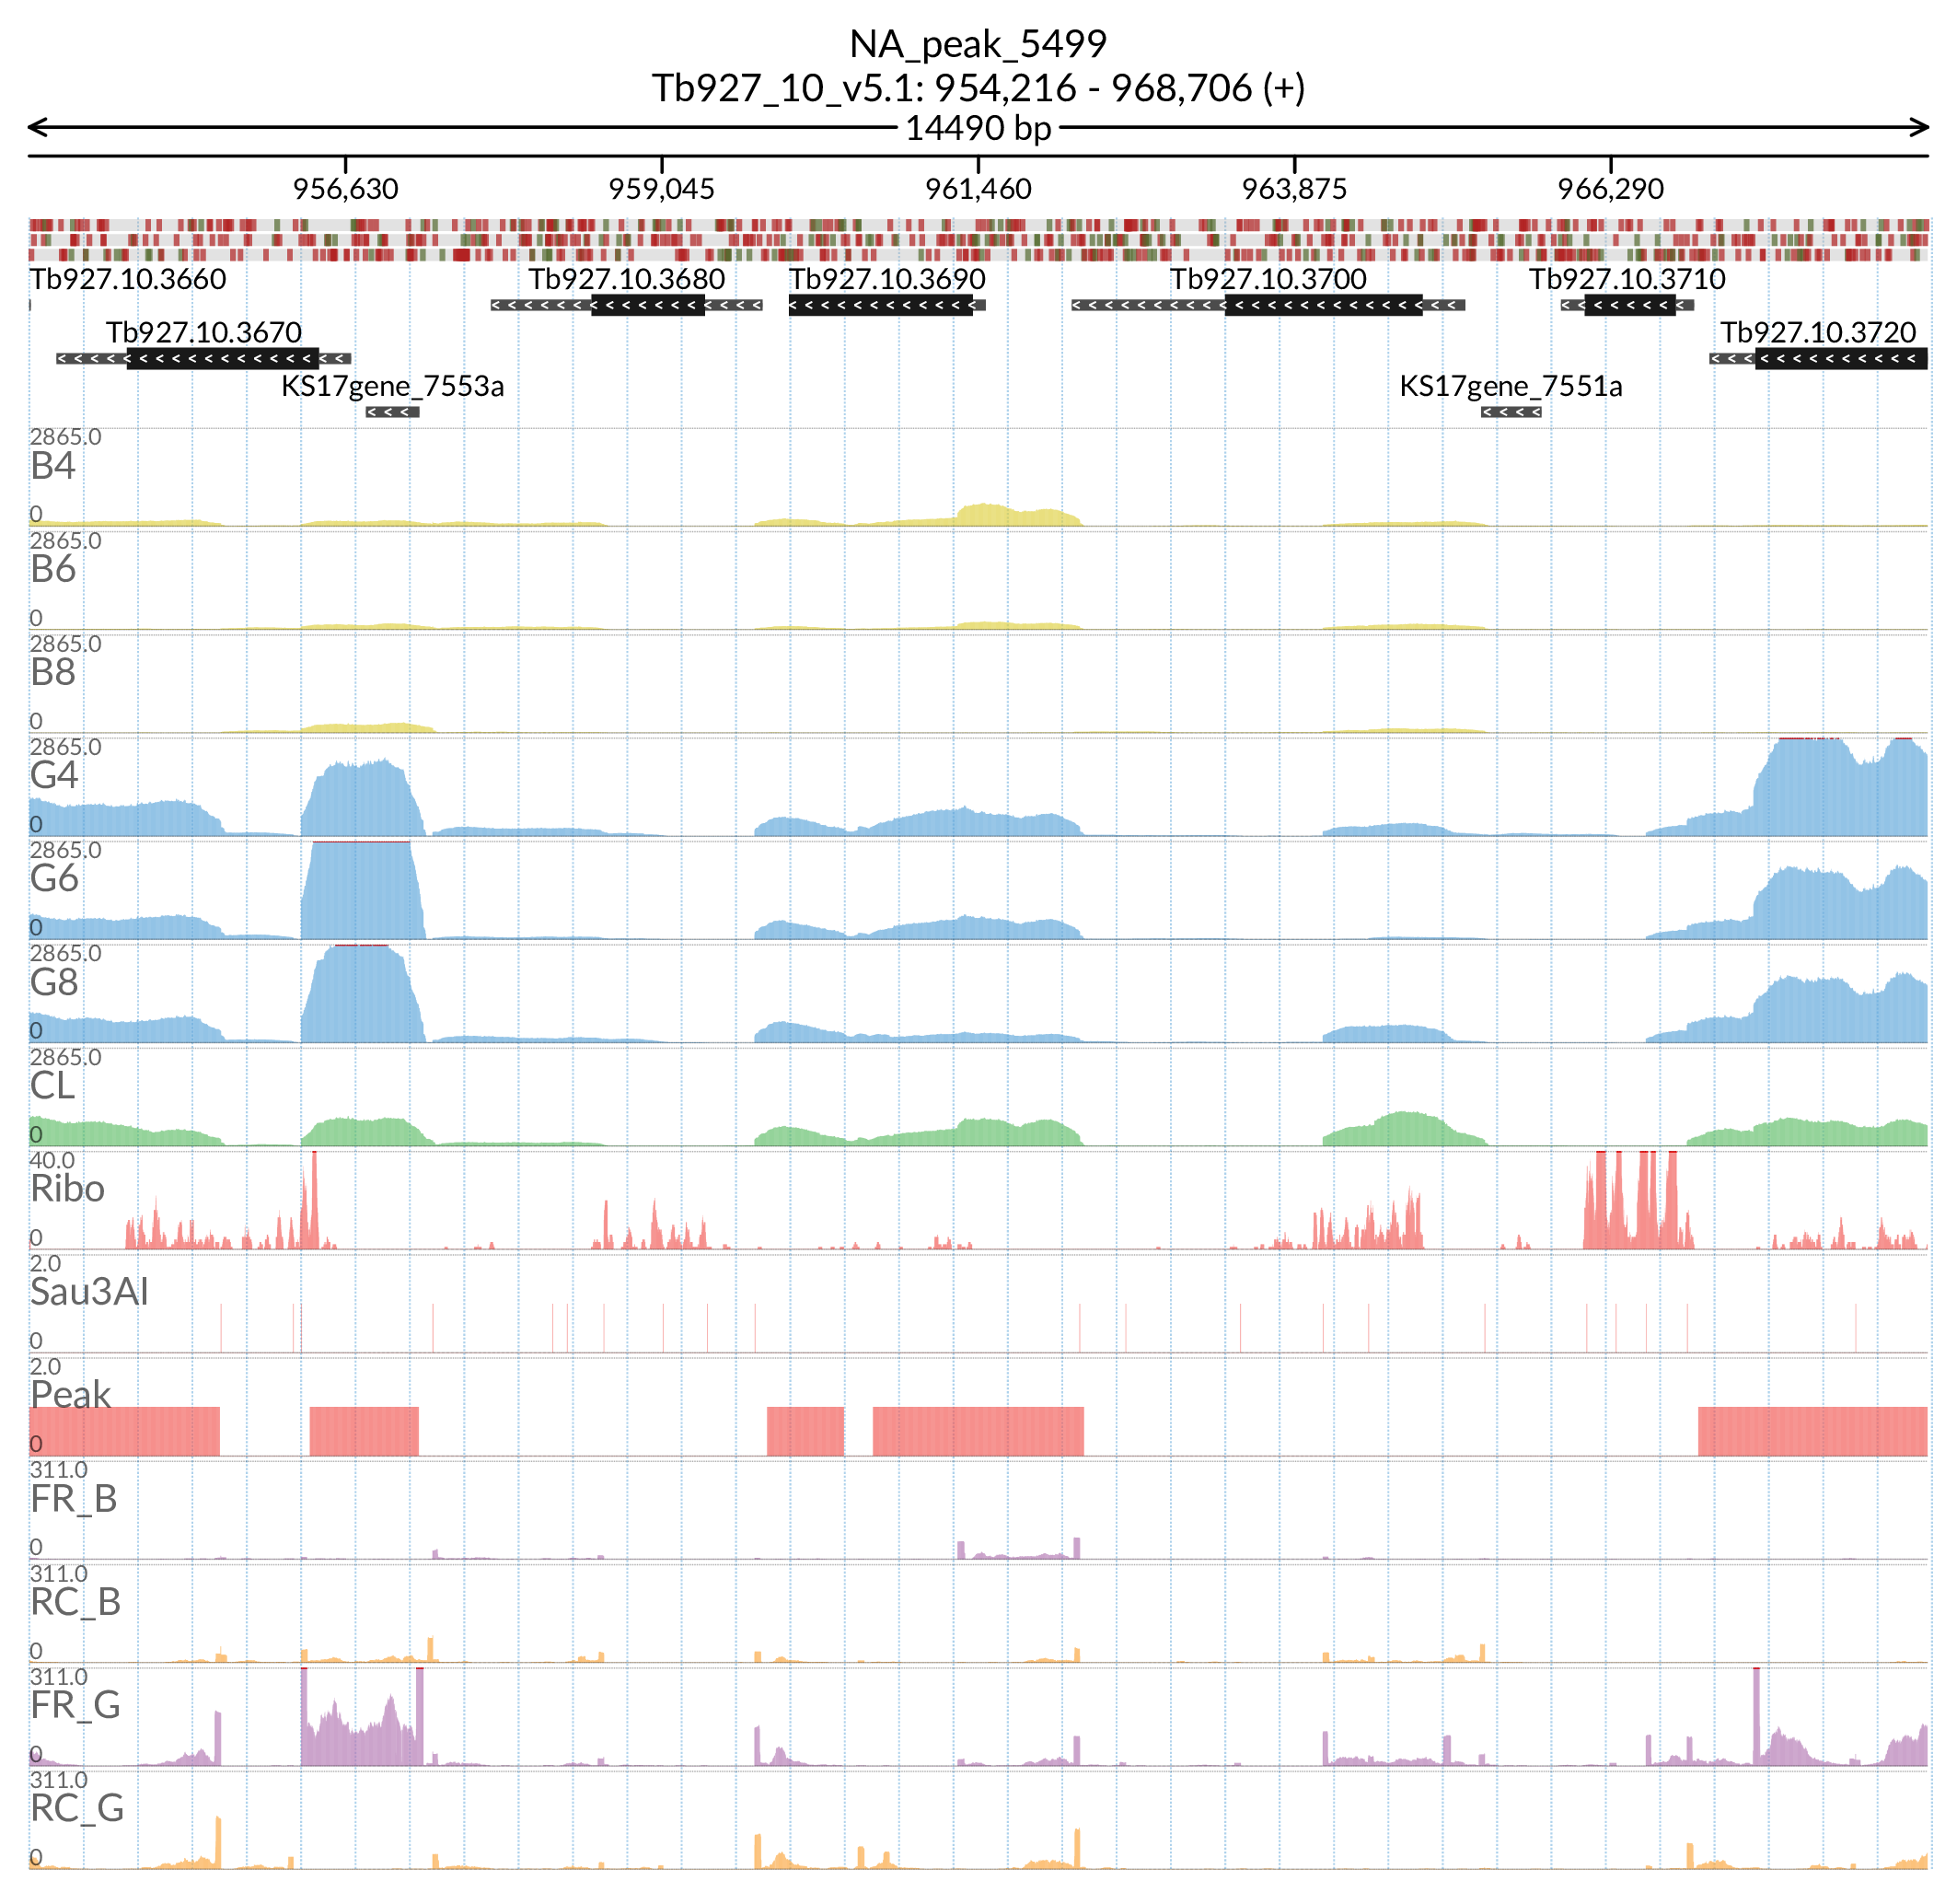 NA_peak_5499
Tb927_10_v5.1: 954,216 - 968,706 (+)
14490 bp
956,630 959,045 961,460 963,875 966,290
Tb927.10.3660 Tb927.10.3680 Tb927.10.3690 Tb927.10.3700 Tb927.10.3710
Tb927.10.3670 Tb927.10.3720
KS17gene_7553a KS17gene_7551a
2865.0
B4
0
2865.0
B6
0
2865.0
B8
0
2865.0
G4
0
2865.0
G6
0
2865.0
G8
0
2865.0
CL
0
40.0
Ribo
0
2.0
Sau3AI
0
2.0
Peak
0
311.0
FR_B
0
311.0
RC_B
0
311.0
FR_G
0
311.0
RC_G
0